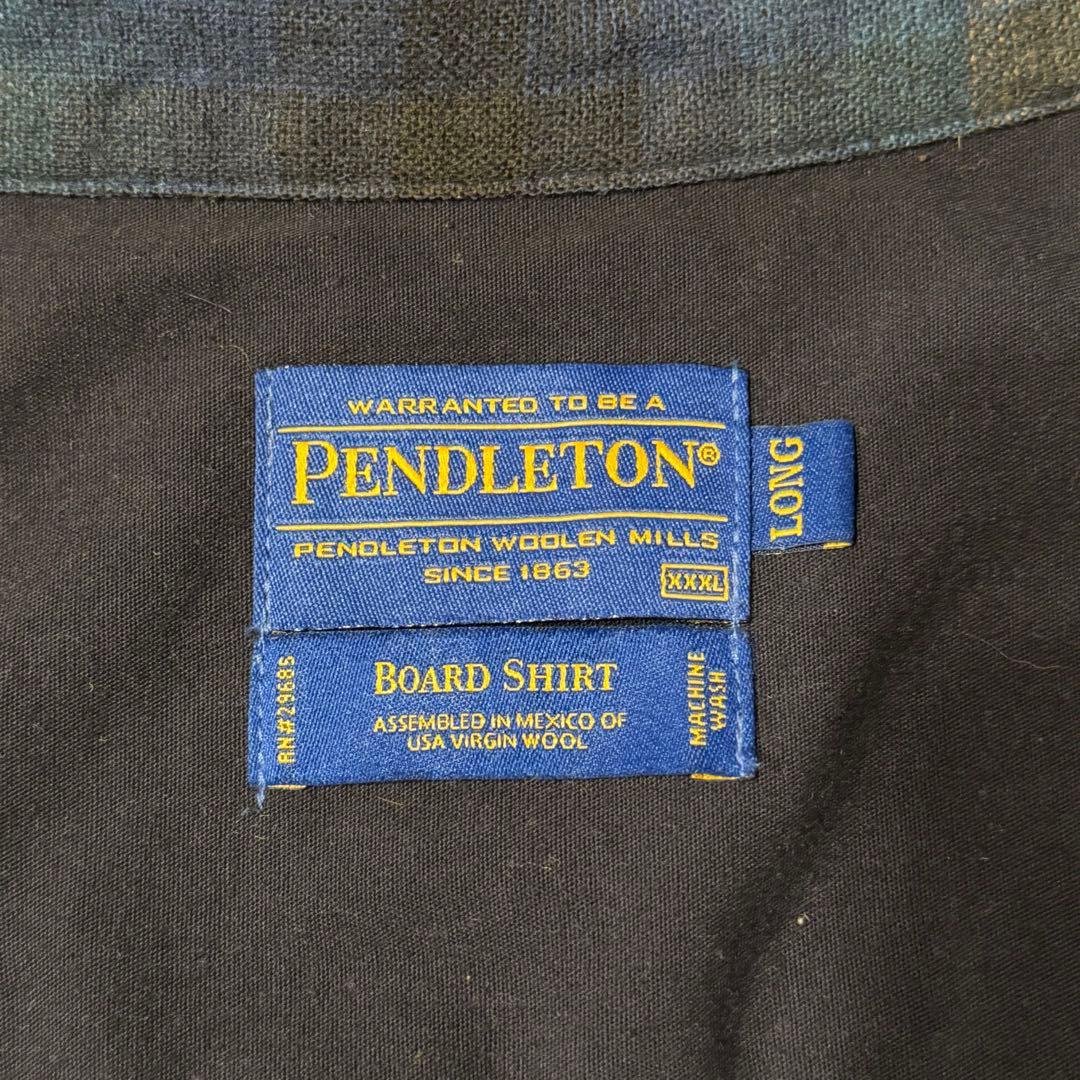 WARRANTED TO BE A
PENDLETON®
PENDLETON WOOLEN MILLS
SINCE 1863
XXXL
LONG
RN#29685
BOARD SHIRT
ASSEMBLED IN MEXICO OF
USA VIRGIN WOOL
MACHINE
WASH